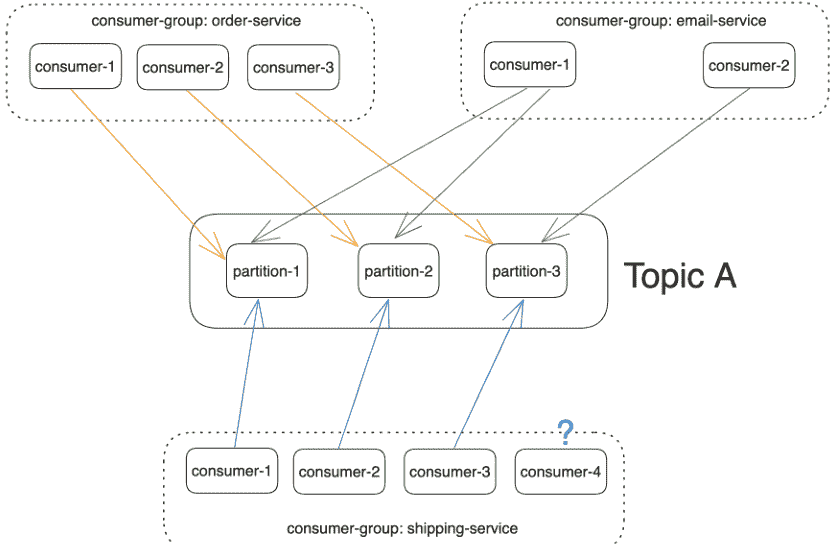 consumer-group: order-service
consumer-1
consumer-2
consumer-3
consumer-group: email-service
consumer-1
consumer-2
partition-1
partition-2
partition-3
Topic A
?
consumer-1
consumer-2
consumer-3
consumer-4
consumer-group: shipping-service